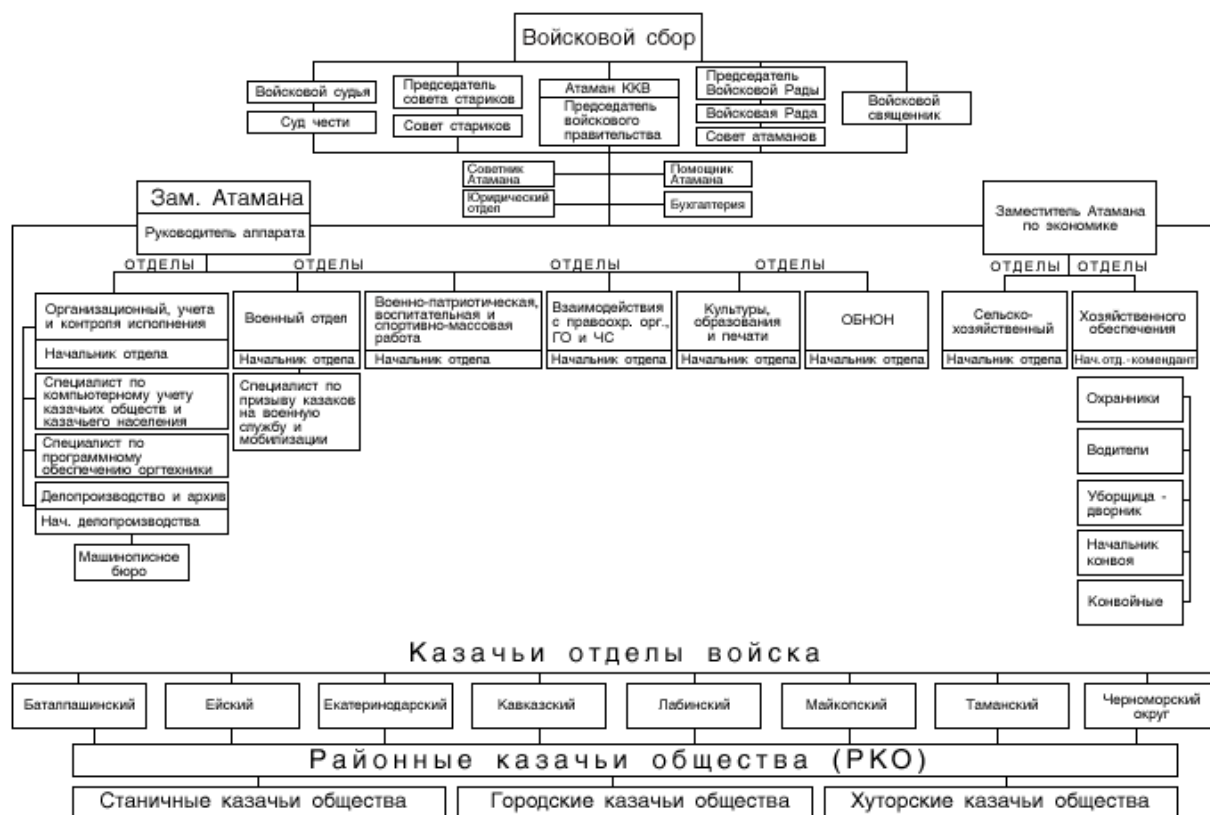 Войсковой сбор
Войсковой судья
Суд чести
Председатель
совета стариков
Совет стариков
Атаман ККВ
Председатель
войскового
правительства
Председатель
Войсковой Рады
Войсковая Рада
Совет атаманов
Войсковой
священник
Советник
Атамана
Помощник
Атамана
Юридический
отдел
Бухгалтерия
Зам. Атамана
Руководитель аппарата
Заместитель Атамана
по экономике
ОТДЕЛЫ
ОТДЕЛЫ
ОТДЕЛЫ
ОТДЕЛЫ
ОТДЕЛЫ
ОТДЕЛЫ
Организационный, учета
и контроля исполнения
Начальник отдела
Военный отдел
Начальник отдела
Военно-патриотическая,
воспитательная и
спортивно-массовая
работа
Начальник отдела
Взаимодействия
с правоохр. орг.,
ГО и ЧС
Начальник отдела
Культуры,
образования
и печати
Начальник отдела
ОБНОН
Начальник отдела
Сельско-
хозяйственный
Начальник отдела
Хозяйственного
обеспечения
Нач.отд.-комендант
Специалист по
компьютерному учету
казачьих обществ и
казачьего населения
Специалист по
программному
обеспечению оргтехники
Делопроизводство и архив
Нач. делопроизводства
Машинописное
бюро
Специалист по
призыву казаков
на военную
службу и
мобилизации
Охранники
Водители
Уборщица -
дворник
Начальник
конвоя
Конвойные
Казачьи отделы войска
Баталпашинский
Ейский
Екатеринодарский
Кавказский
Лабинский
Майкопский
Таманский
Черноморский
округ
Районные казачьи общества (РКО)
Станичные казачьи общества
Городские казачьи общества
Хуторские казачьи общества